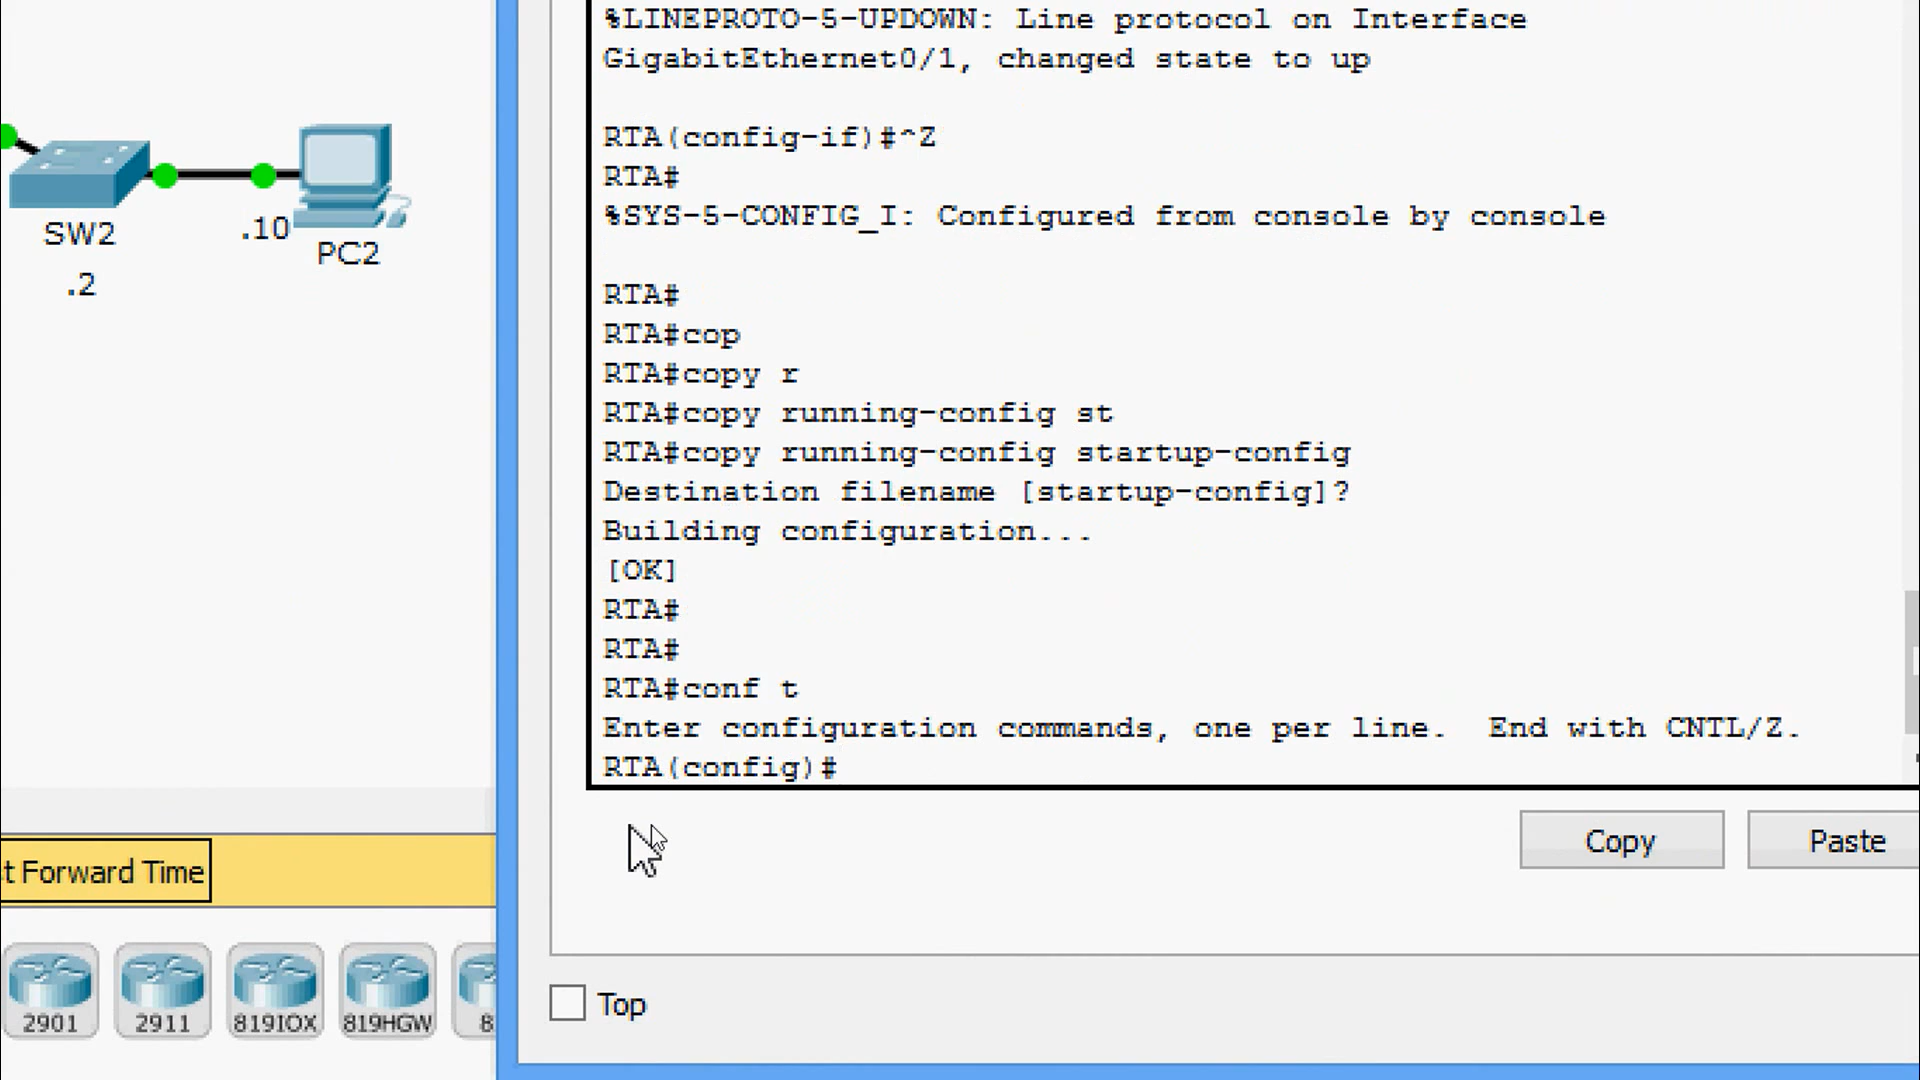 %LINEPROTO-5-UPDOWN: Line protocol on Interface
GigabitEthernet0/1, changed state to up
RTA(config-if)#^Z
RTA#
%SYS-5-CONFIG_I: Configured from console by console
RTA#
RTA#cop
RTA#copy r
RTA#copy running-config st
RTA#copy running-config startup-config
Destination filename [startup-config]?
Building configuration...
[OK]
RTA#
RTA#
RTA#conf t
Enter configuration commands, one per line.  End with CNTL/Z.
RTA(config)#
SW2
.2
.10
PC2
Copy
Paste
t Forward Time
2901
2911
819IOX
819HGW
8
Top